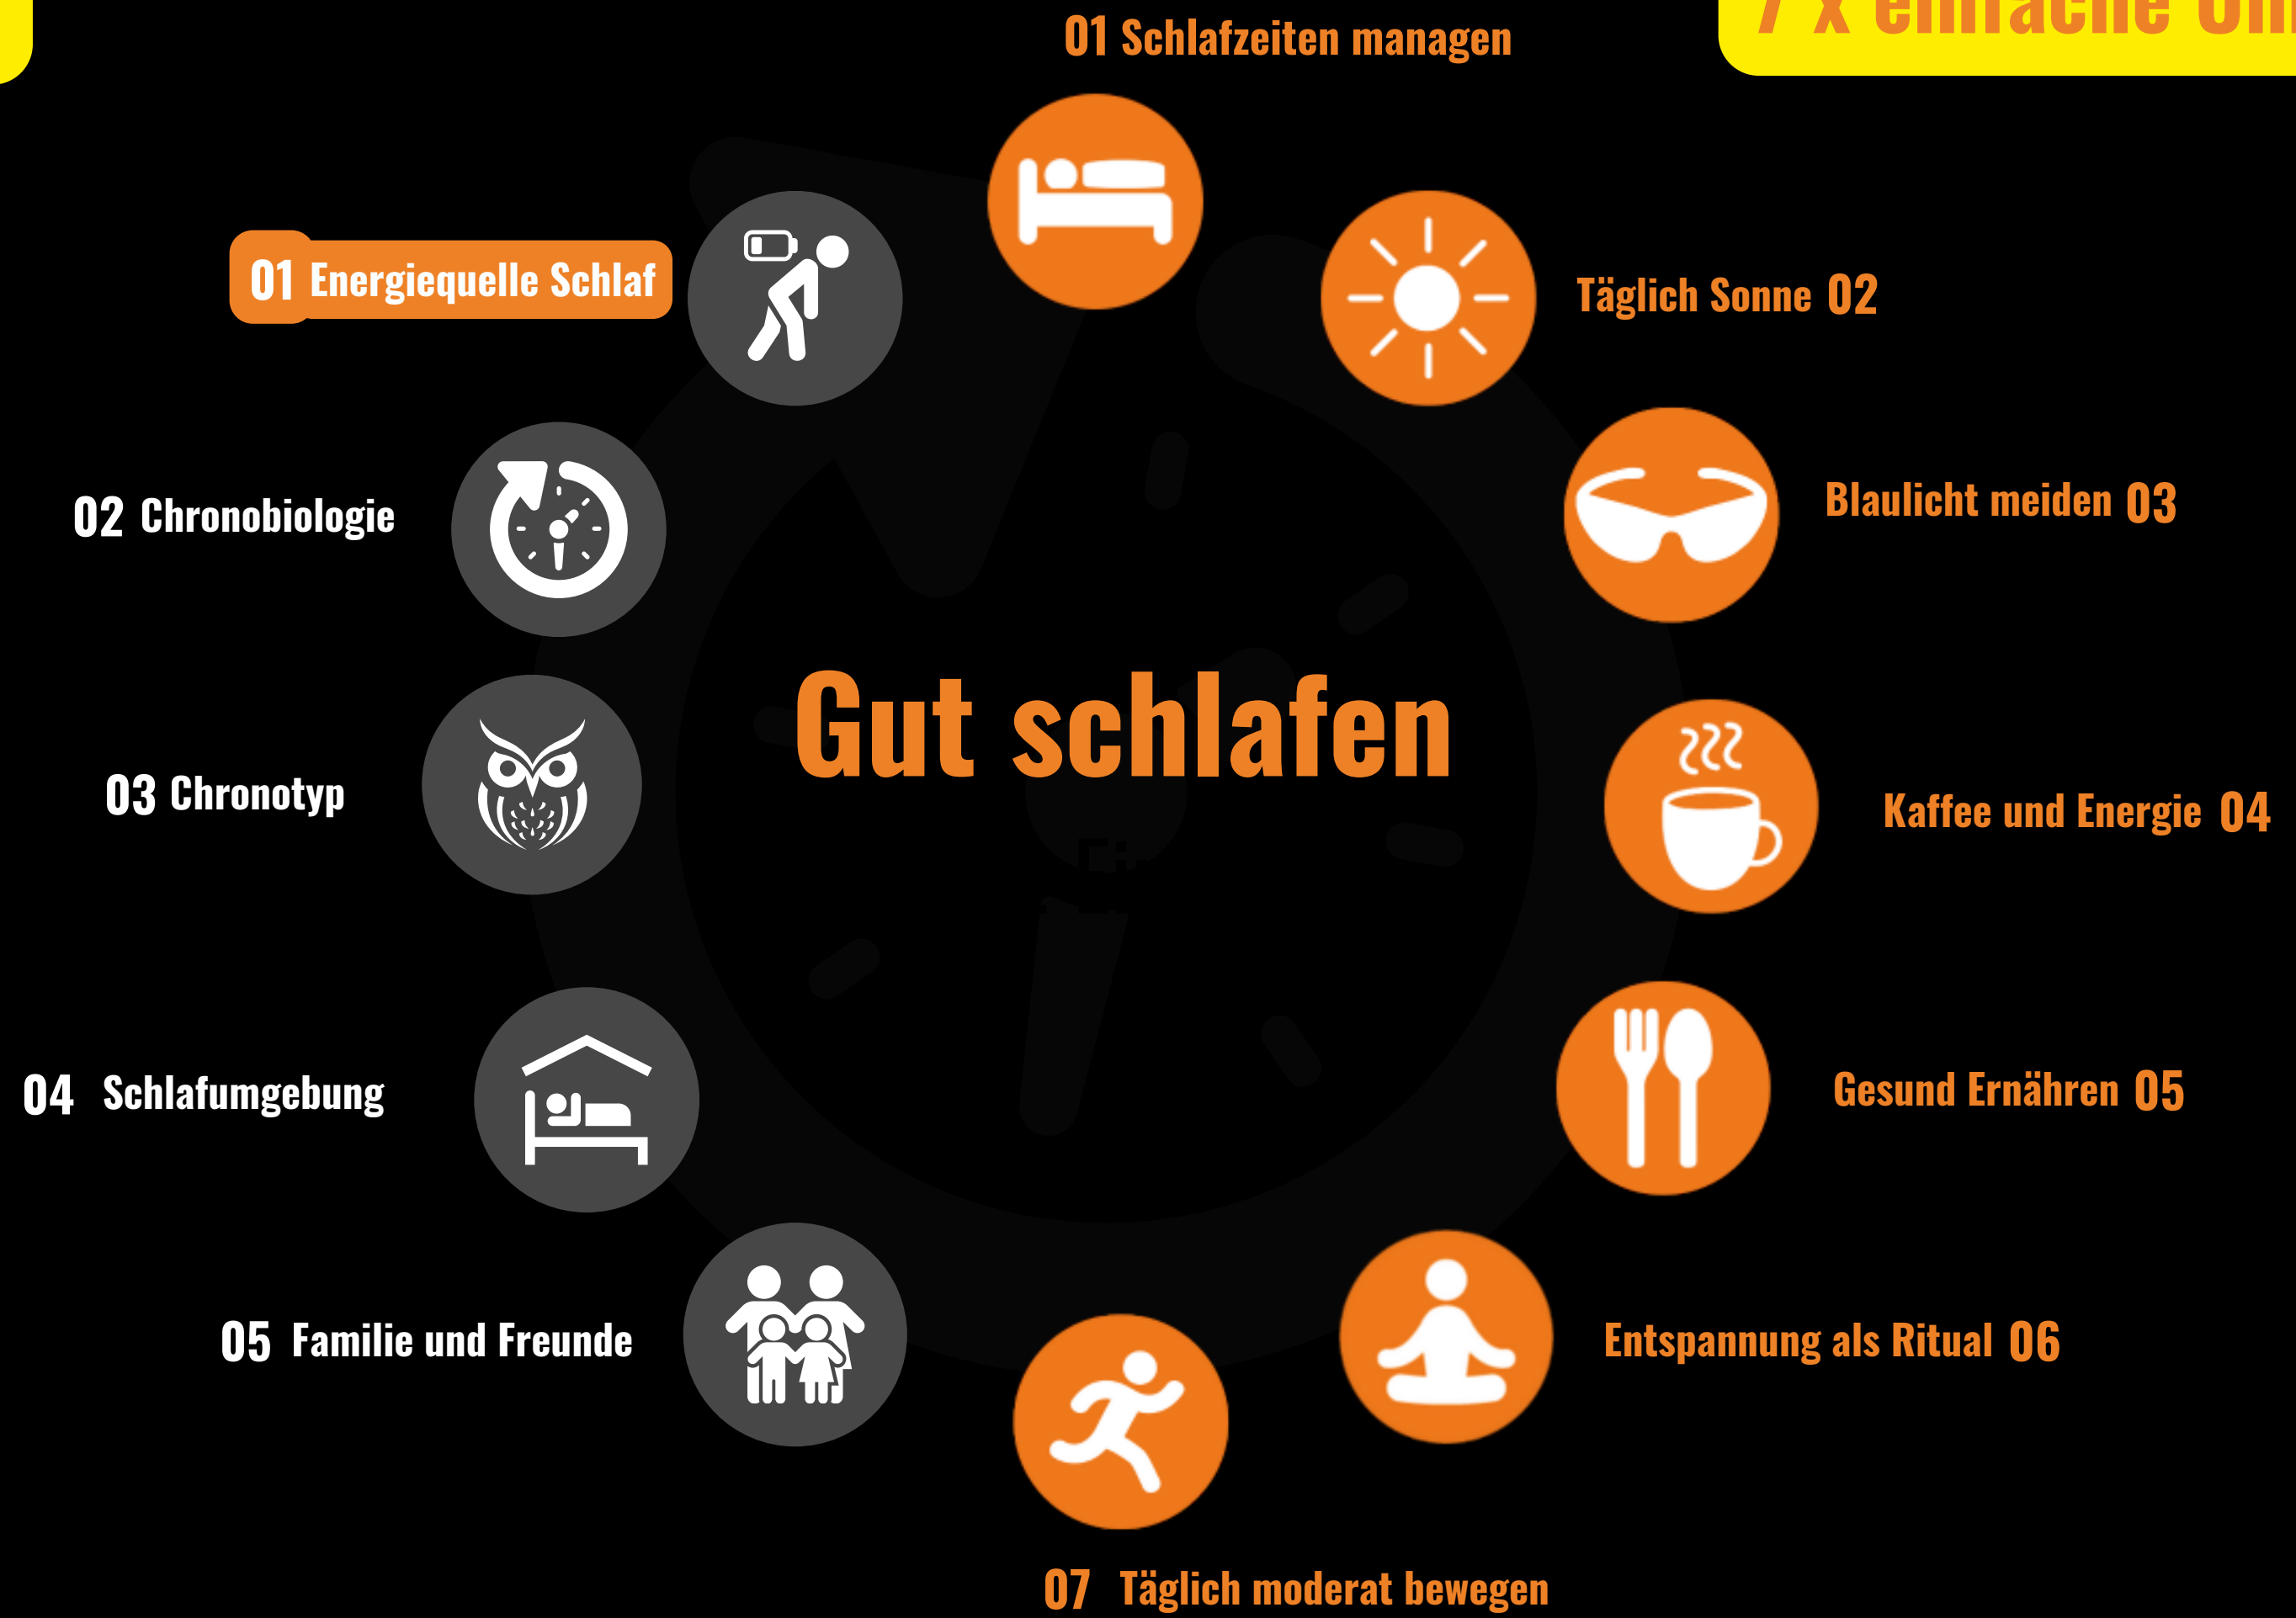 7 x einfache
01 Schlafzeiten managen
01 Energiequelle Schlaf
Täglich Sonne 02
02 Chronobiologie
Blaulicht meiden 03
Gut schlafen
03 Chronotyp
Kaffee und Energie 04
04 Schlafumgebung
Gesund Ernähren 05
05 Familie und Freunde
Entspannung als Ritual 06
07 Täglich moderat bewegen